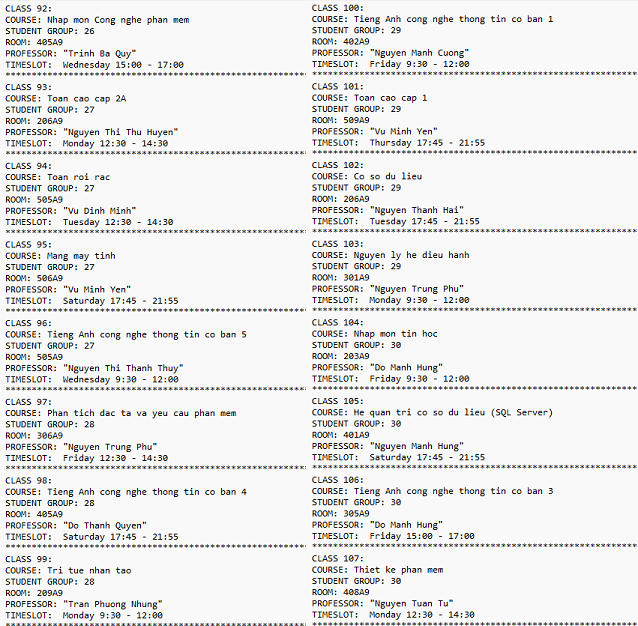 CLASS 92:
COURSE: Nhap mon Cong nghe phan mem
STUDENT GROUP: 26
ROOM: 405A9
PROFESSOR: "Trinh Ba Quy"
TIMESLOT:  Wednesday 15:00 - 17:00
************************************************************
CLASS 93:
COURSE: Toan cao cap 2A
STUDENT GROUP: 27
ROOM: 206A9
PROFESSOR: "Nguyen Thi Thu Huyen"
TIMESLOT:  Monday 12:30 - 14:30
************************************************************
CLASS 94:
COURSE: Toan roi rac
STUDENT GROUP: 27
ROOM: 505A9
PROFESSOR: "Vu Dinh Minh"
TIMESLOT:  Tuesday 12:30 - 14:30
************************************************************
CLASS 95:
COURSE: Mang may tinh
STUDENT GROUP: 27
ROOM: 506A9
PROFESSOR: "Vu Minh Yen"
TIMESLOT:  Saturday 17:45 - 21:55
************************************************************
CLASS 96:
COURSE: Tieng Anh cong nghe thong tin co ban 5
STUDENT GROUP: 27
ROOM: 505A9
PROFESSOR: "Nguyen Thi Thanh Thuy"
TIMESLOT:  Wednesday 9:30 - 12:00
************************************************************
CLASS 97:
COURSE: Phan tich dac ta va yeu cau phan mem
STUDENT GROUP: 28
ROOM: 306A9
PROFESSOR: "Nguyen Trung Phu"
TIMESLOT:  Friday 12:30 - 14:30
************************************************************
CLASS 98:
COURSE: Tieng Anh cong nghe thong tin co ban 4
STUDENT GROUP: 28
ROOM: 405A9
PROFESSOR: "Do Thanh Quyen"
TIMESLOT:  Saturday 17:45 - 21:55
************************************************************
CLASS 99:
COURSE: Tri tue nhan tao
STUDENT GROUP: 28
ROOM: 209A9
PROFESSOR: "Tran Phuong Nhung"
TIMESLOT:  Monday 9:30 - 12:00
************************************************************
CLASS 100:
COURSE: Tieng Anh cong nghe thong tin co ban 1
STUDENT GROUP: 29
ROOM: 402A9
PROFESSOR: "Nguyen Manh Cuong"
TIMESLOT:  Friday 9:30 - 12:00
************************************************************
CLASS 101:
COURSE: Toan cao cap 1
STUDENT GROUP: 29
ROOM: 509A9
PROFESSOR: "Vu Minh Yen"
TIMESLOT:  Thursday 17:45 - 21:55
************************************************************
CLASS 102:
COURSE: Co so du lieu
STUDENT GROUP: 29
ROOM: 206A9
PROFESSOR: "Nguyen Thanh Hai"
TIMESLOT:  Tuesday 17:45 - 21:55
************************************************************
CLASS 103:
COURSE: Nguyen ly he dieu hanh
STUDENT GROUP: 29
ROOM: 301A9
PROFESSOR: "Nguyen Trung Phu"
TIMESLOT:  Monday 9:30 - 12:00
************************************************************
CLASS 104:
COURSE: Nhap mon tin hoc
STUDENT GROUP: 30
ROOM: 203A9
PROFESSOR: "Do Manh Hung"
TIMESLOT:  Friday 9:30 - 12:00
************************************************************
CLASS 105:
COURSE: He quan tri co so du lieu (SQL Server)
STUDENT GROUP: 30
ROOM: 401A9
PROFESSOR: "Nguyen Manh Hung"
TIMESLOT:  Saturday 17:45 - 21:55
************************************************************
CLASS 106:
COURSE: Tieng Anh cong nghe thong tin co ban 3
STUDENT GROUP: 30
ROOM: 305A9
PROFESSOR: "Do Manh Hung"
TIMESLOT:  Friday 15:00 - 17:00
************************************************************
CLASS 107:
COURSE: Thiet ke phan mem
STUDENT GROUP: 30
ROOM: 408A9
PROFESSOR: "Nguyen Tuan Tu"
TIMESLOT:  Monday 12:30 - 14:30
************************************************************